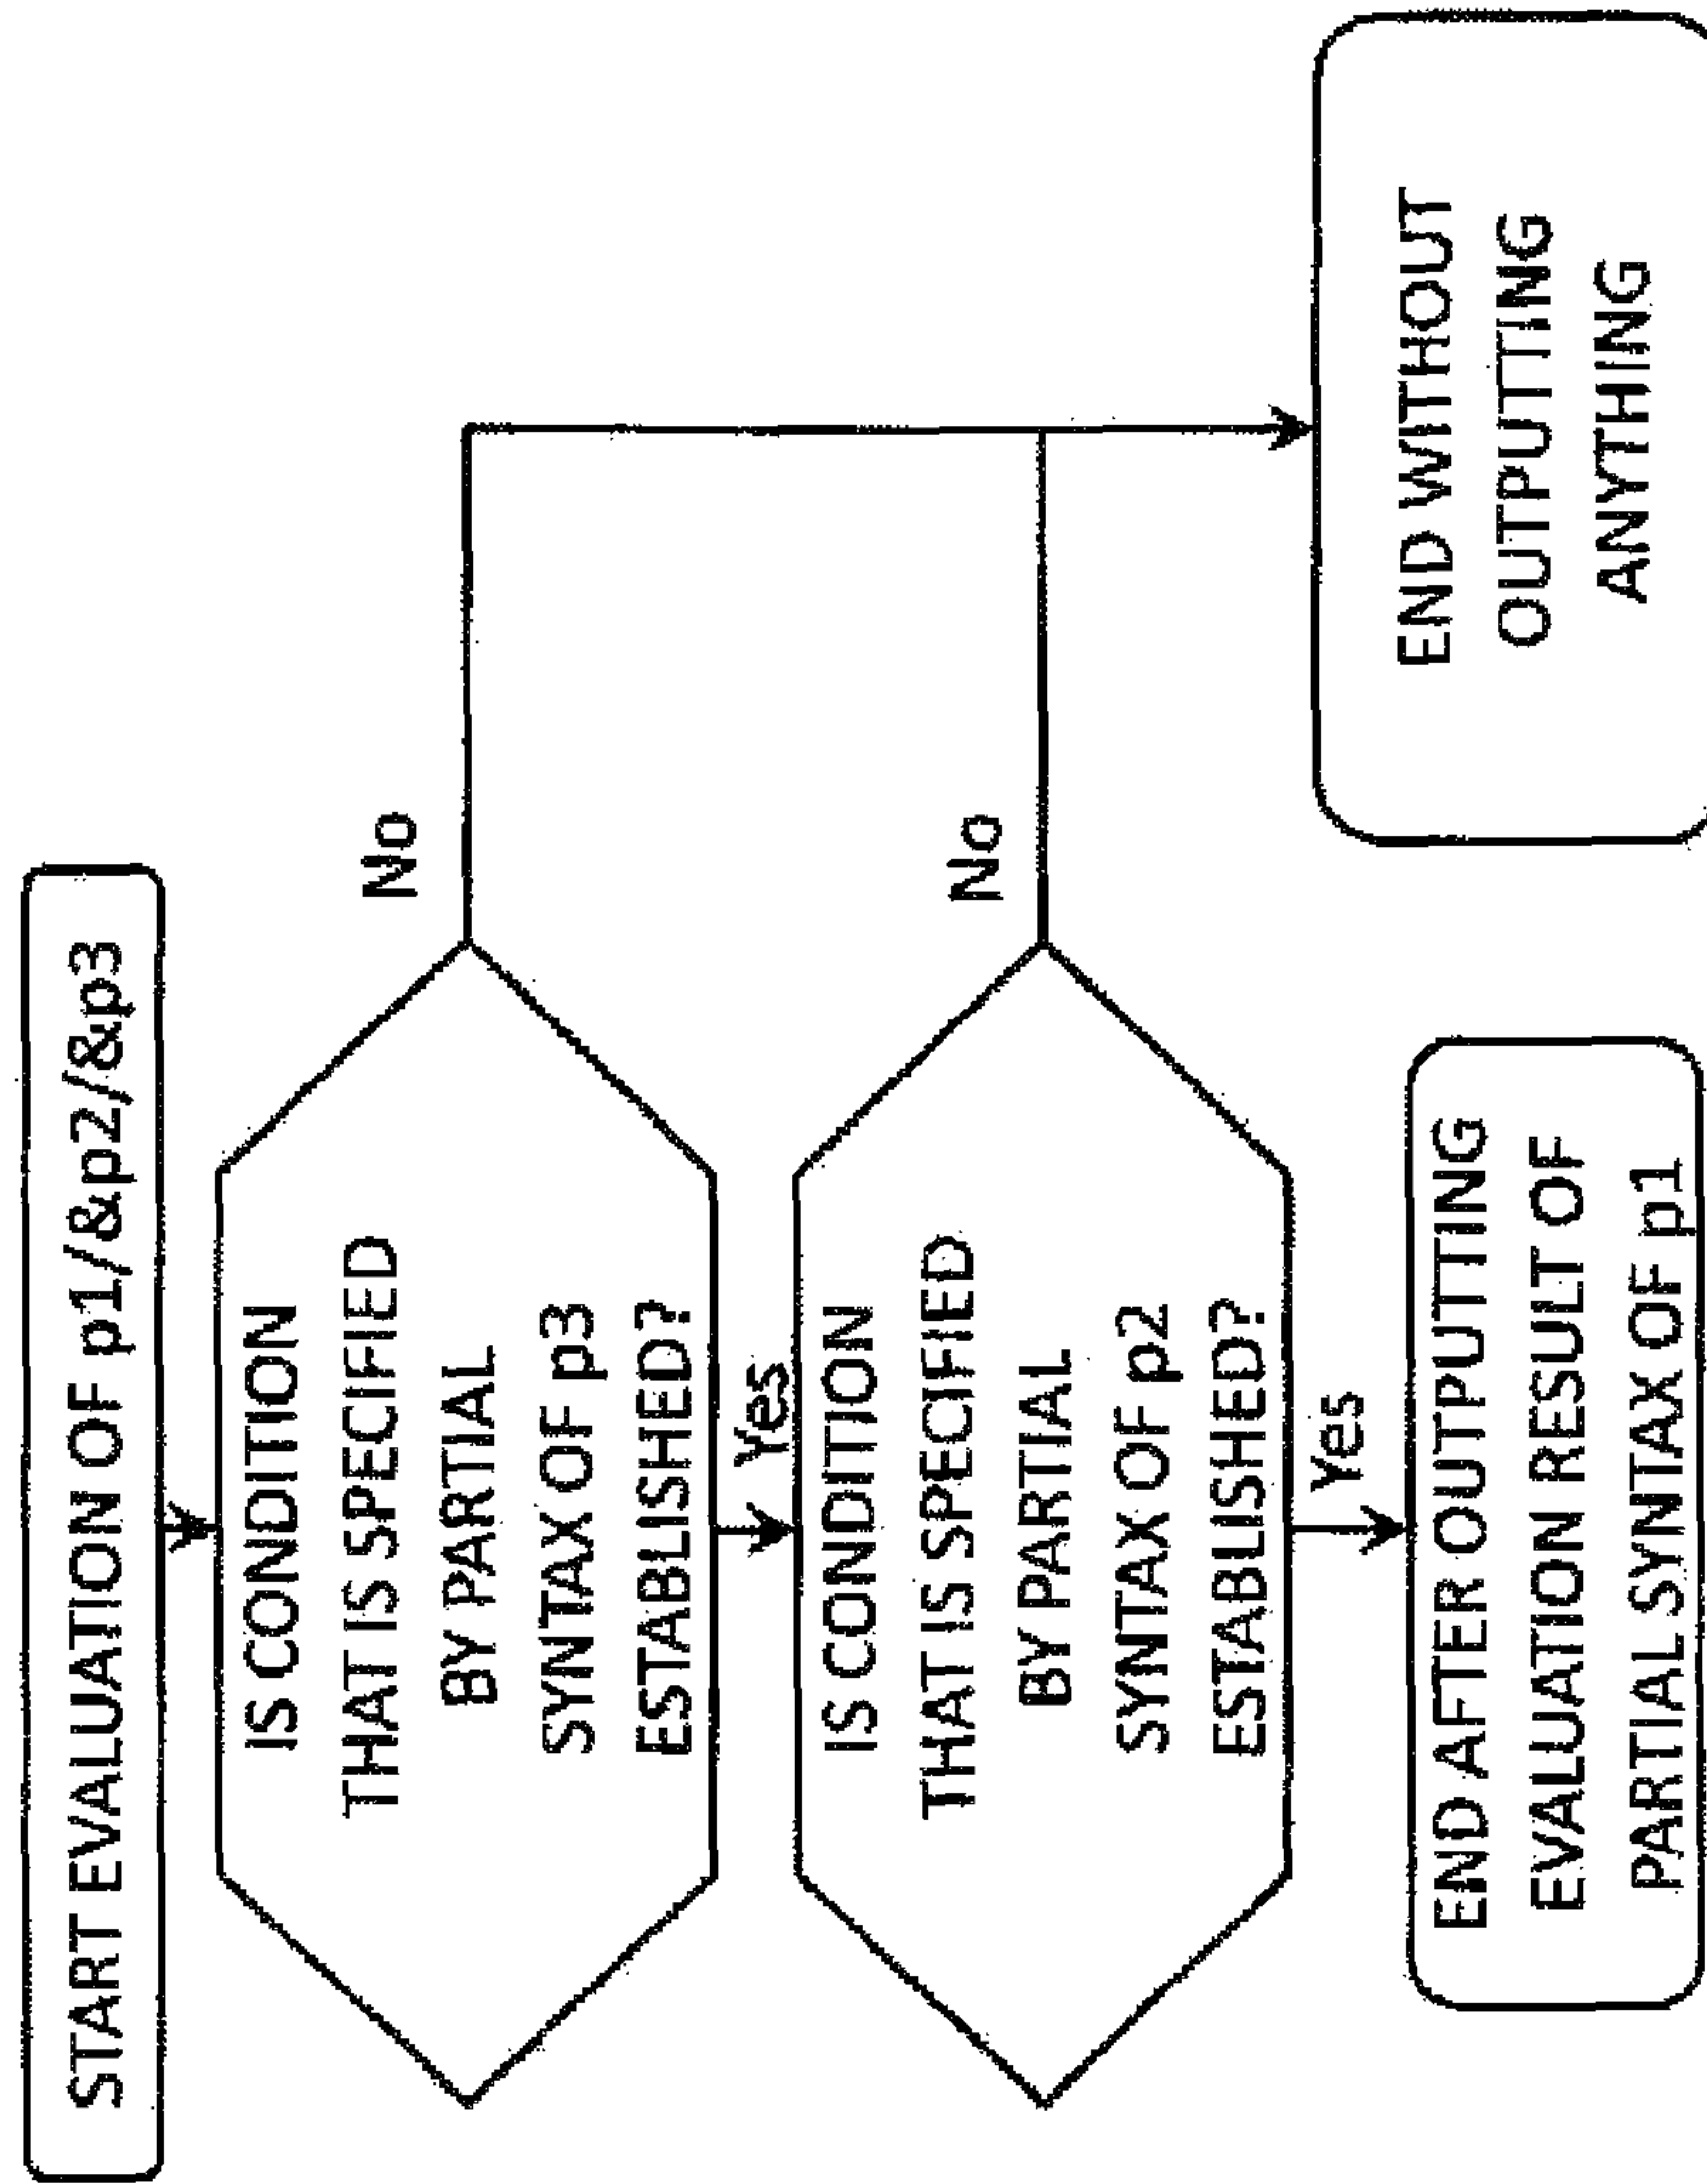 START EVALUATION OF p1/&p2/&p3
IS CONDITION
THAT IS SPECIFIED
BY PARTIAL
SYNTAX OF p3
ESTABLISHED?
No
Yes
IS CONDITION
THAT IS SPECIFIED
BY PARTIAL
SYNTAX OF p2
ESTABLISHED?
No
Yes
END AFTER OUTPUTTING
EVALUATION RESULT OF
PARTIAL SYNTAX OF p1
END WITHOUT
OUTPUTTING
ANYTHING